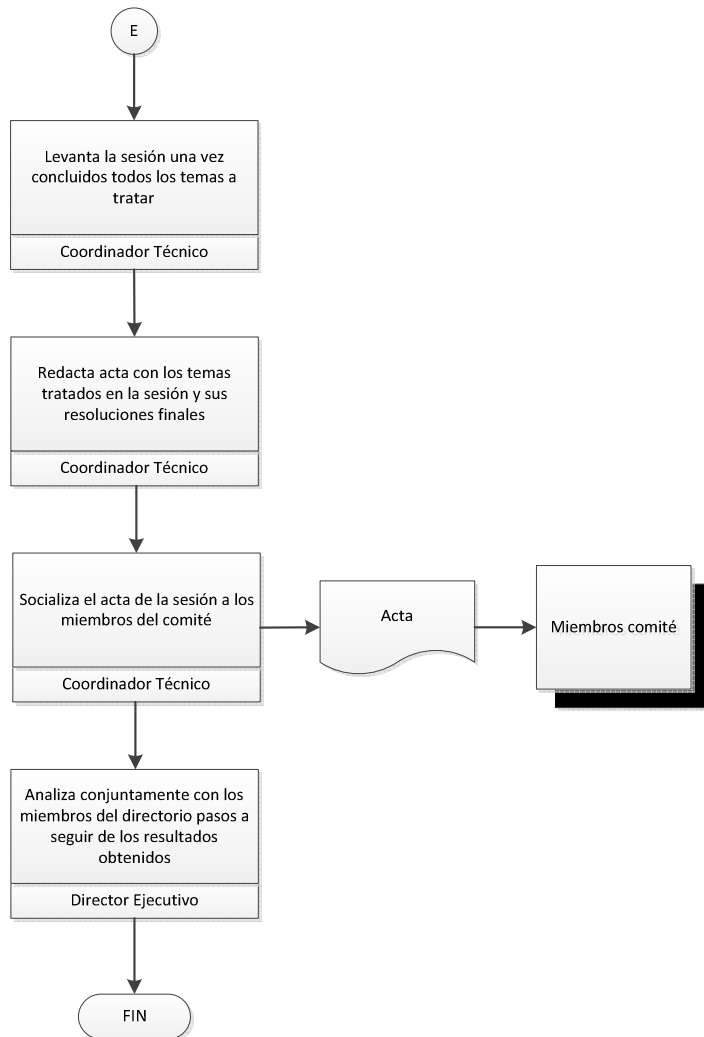 E
Levanta la sesión una vez
concluidos todos los temas a
tratar
Coordinador Técnico
Redacta acta con los temas
tratados en la sesión y sus
resoluciones finales
Coordinador Técnico
Socializa el acta de la sesión a los
miembros del comité
Coordinador Técnico
Acta
Miembros comité
Analiza conjuntamente con los
miembros del directorio pasos a
seguir de los resultados
obtenidos
Director Ejecutivo
FIN